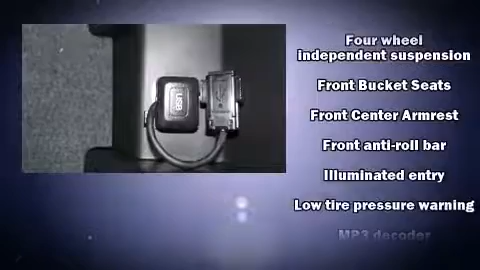 USB
Four wheel
independent suspension
Front Bucket Seats
Front Center Armrest
Front anti-roll bar
Illuminated entry
Low tire pressure warning
MP3 decoder